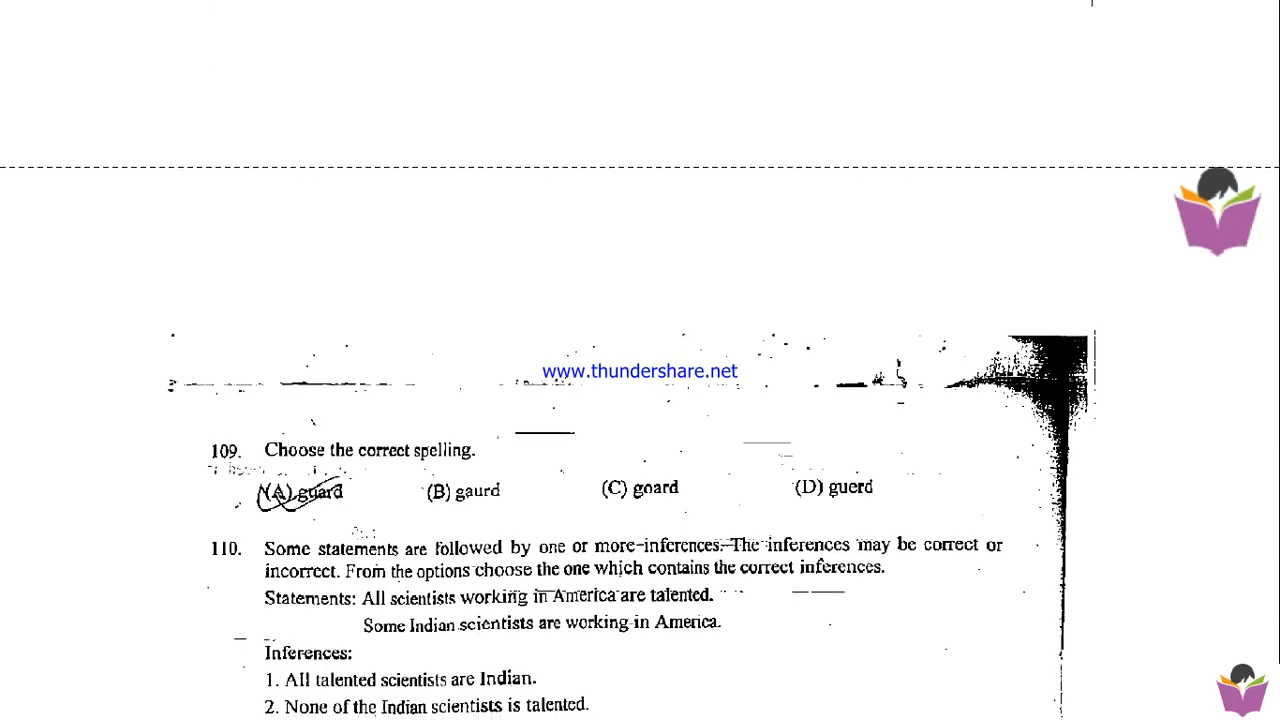 www.thundershare.net
109. Choose the correct spelling.
(A) guard (B) gaurd (C) goard (D) guerd
110. Some statements are followed by one or more inferences. The inferences may be correct or
incorrect. From the options choose the one which contains the correct inferences.
Statements: All scientists working in America are talented.
Some Indian scientists are working in America.
Inferences:
1. All talented scientists are Indian.
2. None of the Indian scientists is talented.